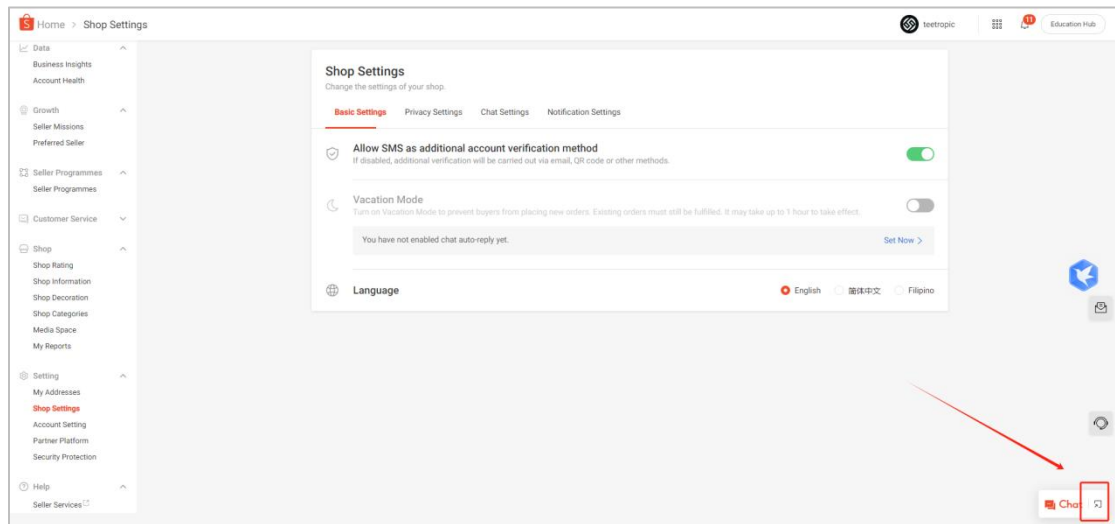 Home > Shop Settings
teetropic
11
Education Hub
Data
Business Insights
Account Health
Growth
Seller Missions
Preferred Seller
Seller Programmes
Seller Programmes
Customer Service
Shop
Shop Rating
Shop Information
Shop Decoration
Shop Categories
Media Space
My Reports
Setting
My Addresses
Shop Settings
Account Setting
Partner Platform
Security Protection
Help
Seller Services
Shop Settings
Change the settings of your shop.
Basic Settings Privacy Settings Chat Settings Notification Settings
Allow SMS as additional account verification method
If disabled, additional verification will be carried out via email, QR code or other methods.
Vacation Mode
Turn on Vacation Mode to prevent buyers from placing new orders. Existing orders must still be fulfilled. It may take up to 1 hour to take effect.
You have not enabled chat auto-reply yet. Set Now >
Language English 简体中文 Filipino
Chat